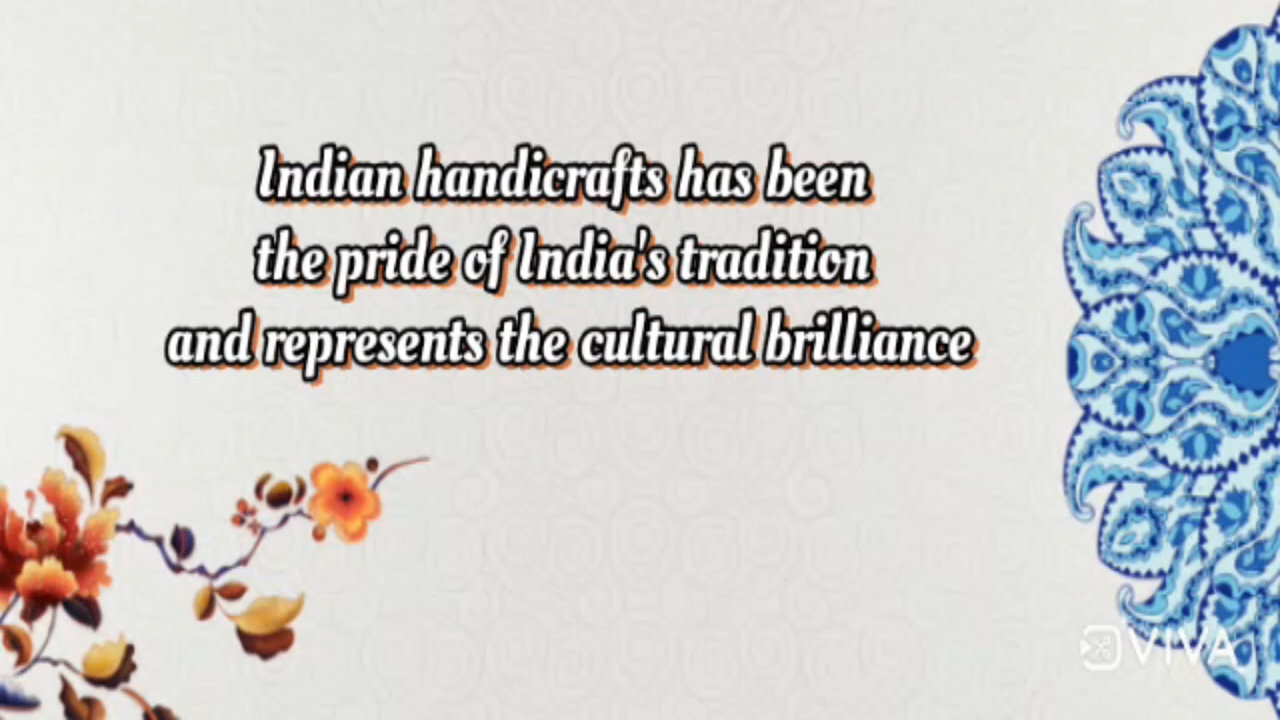 Indian handicrafts has been
the pride of India's tradition
and represents the cultural brilliance
VIVA